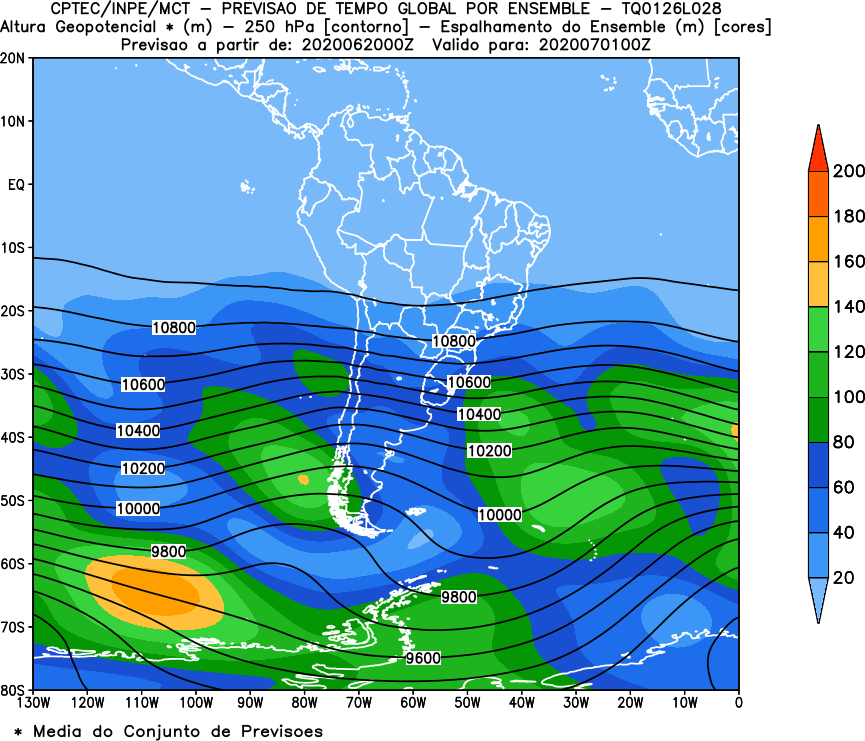 CPTEC/INPE/MCT – PREVISAO DE TEMPO GLOBAL POR ENSEMBLE – TQ0126L028
Altura Geopotencial * (m) – 250 hPa [contorno] – Espalhamento do Ensemble (m) [cores]
Previsao a partir de: 2020062000Z Valido para: 2020070100Z
20N
10N
EQ
10S
20S
30S
40S
50S
60S
70S
80S
10800
10800
10600
10600
10400
10400
10200
10200
10000
10000
9800
9800
9600
130W 120W 110W 100W 90W 80W 70W 60W 50W 40W 30W 20W 10W 0
200
180
160
140
120
100
80
60
40
20
* Media do Conjunto de Previsoes